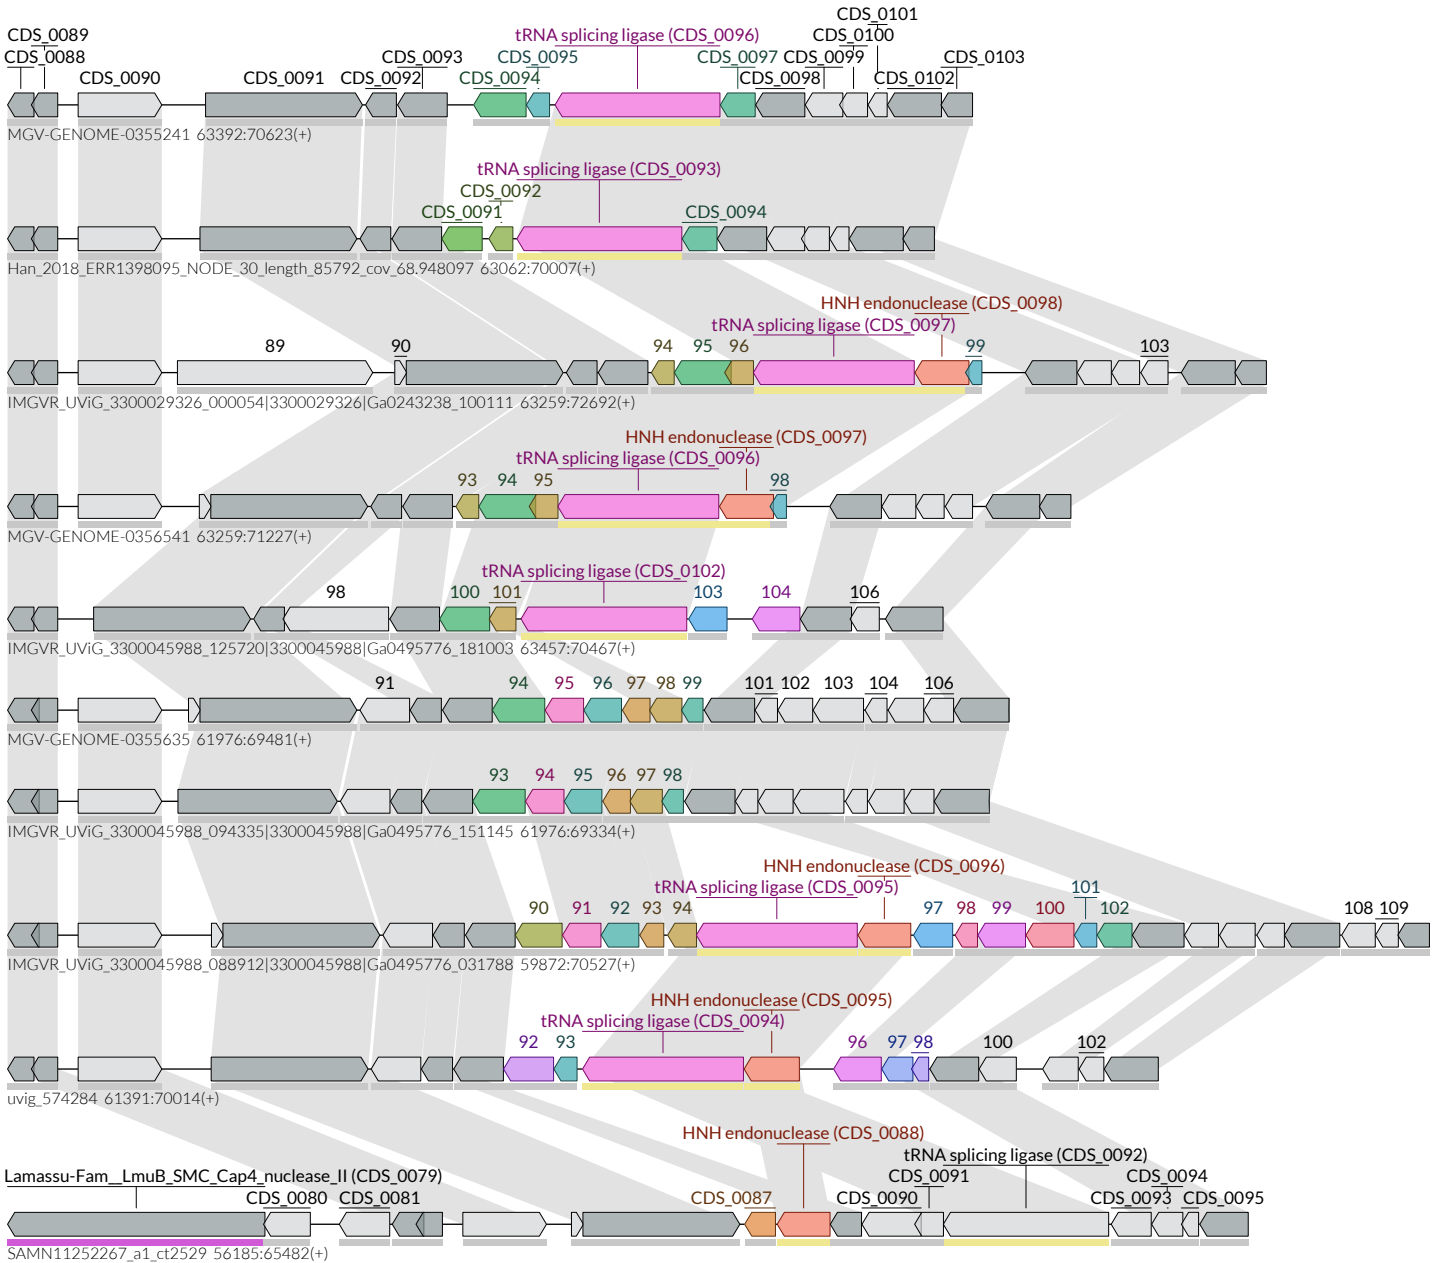 CDS_0101
CDS_0089 tRNA splicing ligase (CDS_0096) CDS_0100
CDS_0088 CDS_0093 CDS_0095 CDS_0097 CDS_0099 CDS_0103
CDS_0090 CDS_0091 CDS_0092 CDS_0094 CDS_0098 CDS_0102
MGV-GENOME-0355241 63392:70623(+)
tRNA splicing ligase (CDS_0093)
CDS_0092
CDS_0091 CDS_0094
Han_2018_ERR1398095_NODE_30_length_85792_cov_68.948097 63062:70007(+)
HNH endonuclease (CDS_0098)
tRNA splicing ligase (CDS_0097)
89 90 94 95 96 99 103
IMGVR_UViG_3300029326_000054|3300029326|Ga0243238_100111 63259:72692(+)
HNH endonuclease (CDS_0097)
tRNA splicing ligase (CDS_0096)
93 94 95 98
MGV-GENOME-0356541 63259:71227(+)
tRNA splicing ligase (CDS_0102)
98 100 101 103 104 106
IMGVR_UViG_3300045988_125720|3300045988|Ga0495776_181003 63457:70467(+)
91 94 95 96 97 98 99 101 102 103 104 106
MGV-GENOME-0355635 61976:69481(+)
93 94 95 96 97 98
IMGVR_UViG_3300045988_094335|3300045988|Ga0495776_151145 61976:69334(+)
HNH endonuclease (CDS_0096)
tRNA splicing ligase (CDS_0095) 101
90 91 92 93 94 97 98 99 100 102 108 109
IMGVR_UViG_3300045988_088912|3300045988|Ga0495776_031788 59872:70527(+)
HNH endonuclease (CDS_0095)
tRNA splicing ligase (CDS_0094)
92 93 96 97 98 100 102
uvig_574284 61391:70014(+)
HNH endonuclease (CDS_0088)
tRNA splicing ligase (CDS_0092)
Lamassu-Fam__LmuB_SMC_Cap4_nuclease_II (CDS_0079) CDS_0091 CDS_0094
CDS_0080 CDS_0081 CDS_0087 CDS_0090 CDS_0093 CDS_0095
SAMN11252267_a1_ct2529 56185:65482(+)